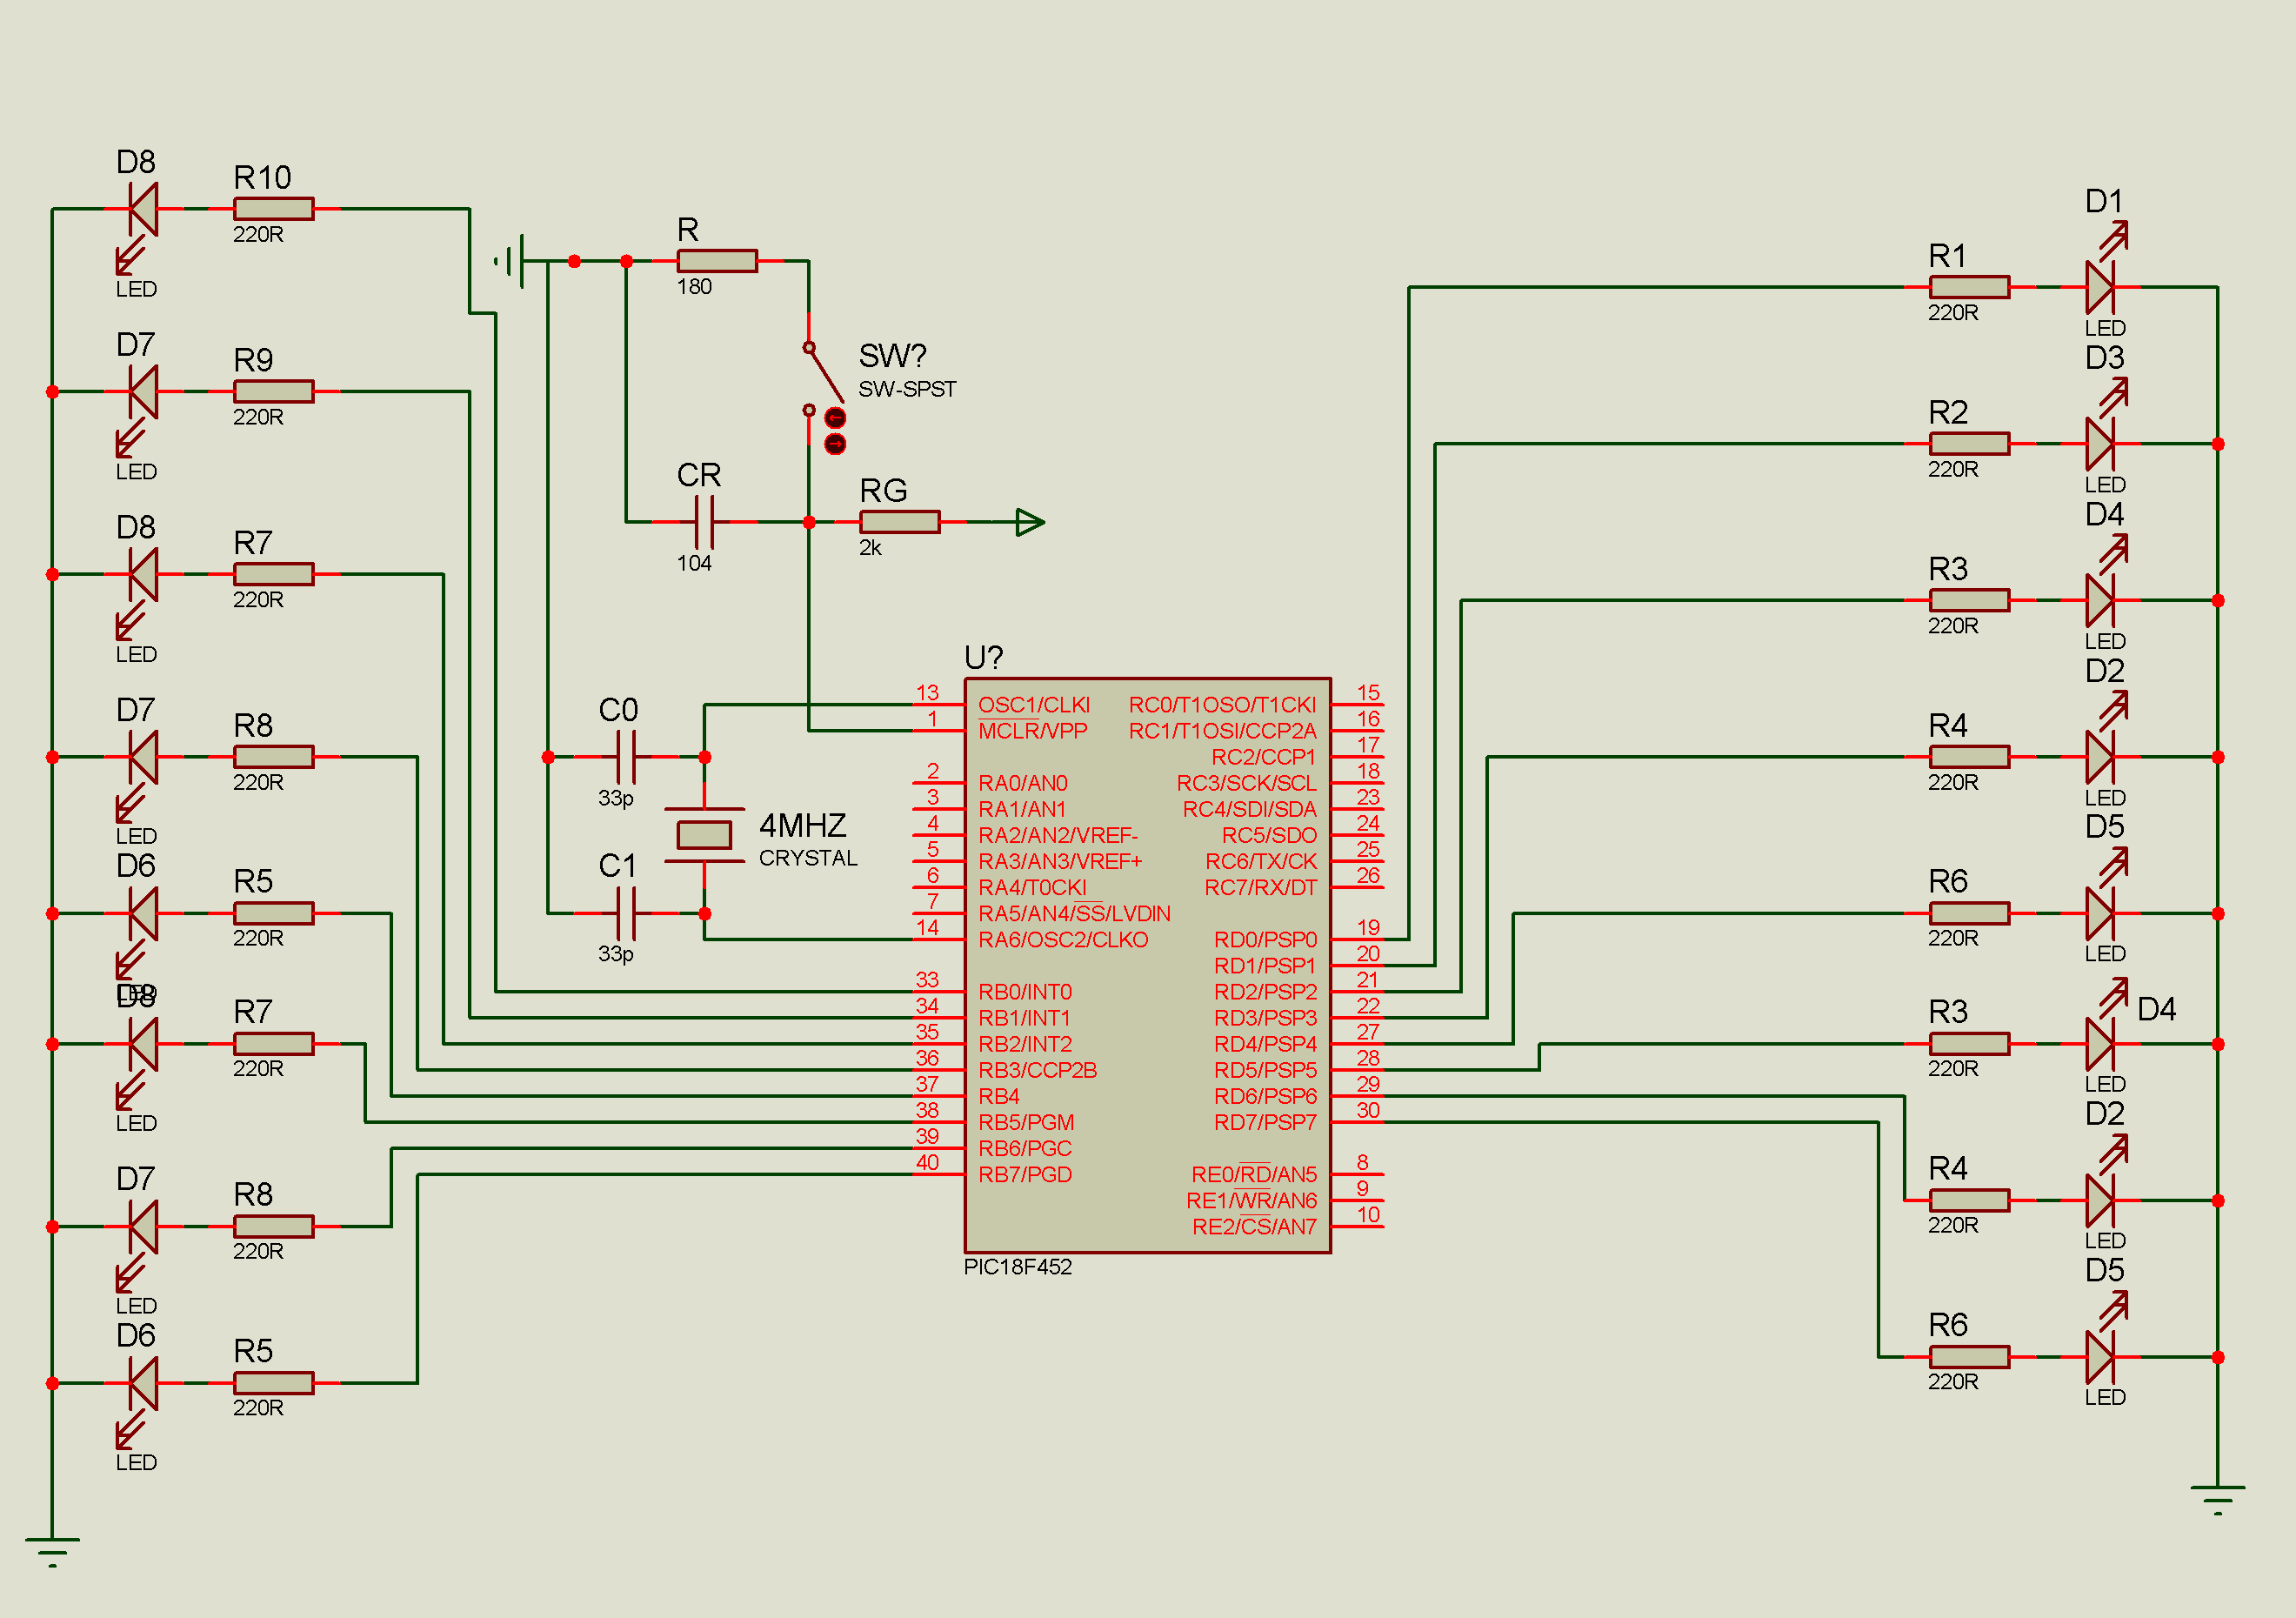 D8
R10
220R
LED
D7
R9
220R
LED
D8
R7
220R
LED
D7
R8
220R
LED
D6
R5
220R
LED
D8
R7
220R
LED
D7
R8
220R
LED
D6
R5
220R
LED
R
180
SW?
SW-SPST
CR
104
RG
2k
C0
33p
4MHZ
CRYSTAL
C1
33p
U?
13 OSC1/CLKI
1 MCLR/VPP
2 RA0/AN0
3 RA1/AN1
4 RA2/AN2/VREF-
5 RA3/AN3/VREF+
6 RA4/T0CKI
7 RA5/AN4/SS/LVDIN
14 RA6/OSC2/CLKO
33 RB0/INT0
34 RB1/INT1
35 RB2/INT2
36 RB3/CCP2B
37 RB4
38 RB5/PGM
39 RB6/PGC
40 RB7/PGD
RC0/T1OSO/T1CKI 15
RC1/T1OSI/CCP2A 16
RC2/CCP1 17
RC3/SCK/SCL 18
RC4/SDI/SDA 23
RC5/SDO 24
RC6/TX/CK 25
RC7/RX/DT 26
RD0/PSP0 19
RD1/PSP1 20
RD2/PSP2 21
RD3/PSP3 22
RD4/PSP4 27
RD5/PSP5 28
RD6/PSP6 29
RD7/PSP7 30
RE0/RD/AN5 8
RE1/WR/AN6 9
RE2/CS/AN7 10
PIC18F452
D1
R1
220R
LED
D3
R2
220R
LED
D4
R3
220R
LED
D2
R4
220R
LED
D5
R6
220R
LED
D4
R3
220R
LED
D2
R4
220R
LED
D5
R6
220R
LED